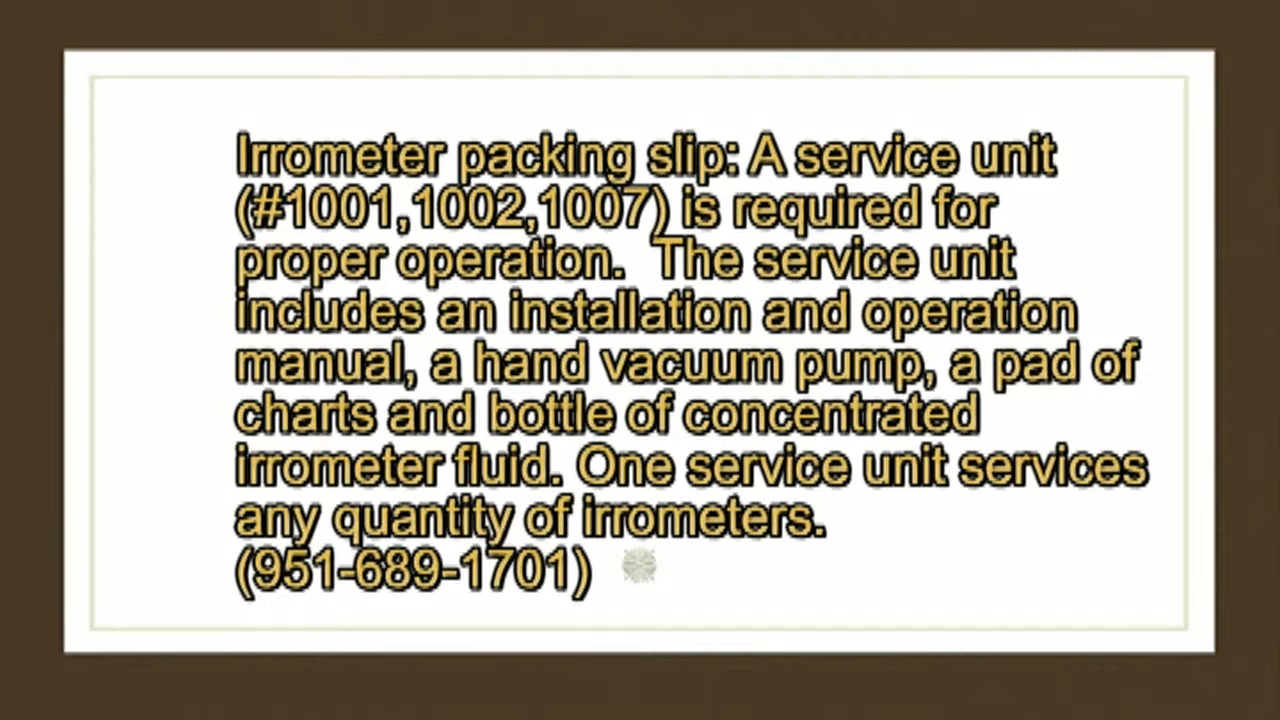 Irrometer packing slip: A service unit
(#1001,1002,1007) is required for
proper operation.  The service unit
includes an installation and operation
manual, a hand vacuum pump, a pad of
charts and bottle of concentrated
irrometer fluid. One service unit services
any quantity of irrometers.
(951-689-1701)